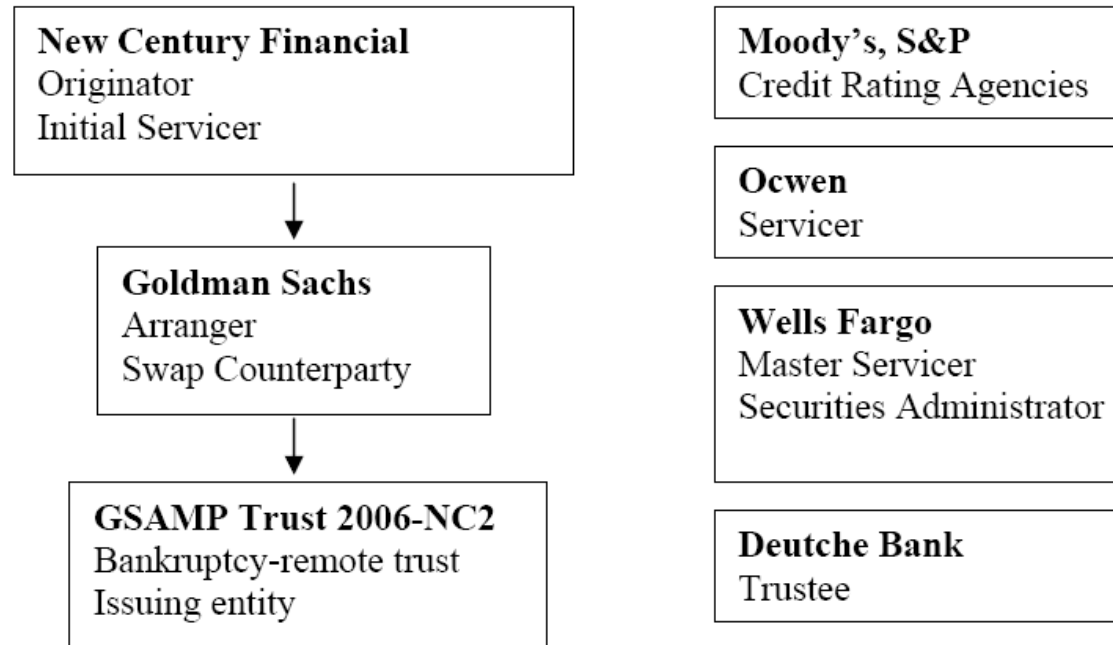 New Century Financial
Originator
Initial Servicer
Goldman Sachs
Arranger
Swap Counterparty
GSAMP Trust 2006-NC2
Bankruptcy-remote trust
Issuing entity
Moody’s, S&P
Credit Rating Agencies
Ocwen
Servicer
Wells Fargo
Master Servicer
Securities Administrator
Deutche Bank
Trustee